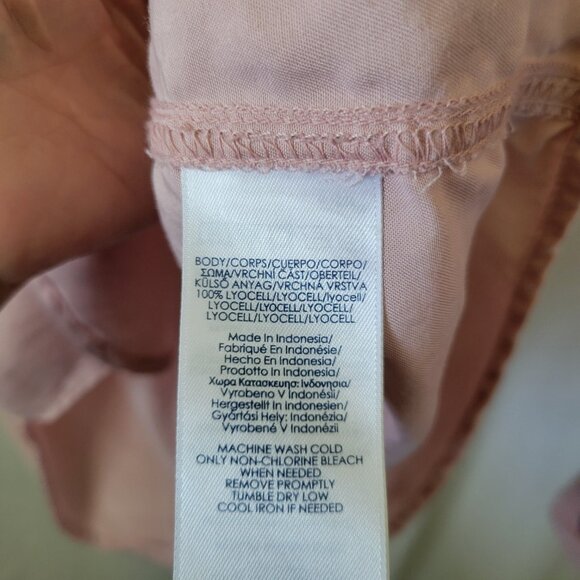 BODY/CORPS/CUERPO/CORPO/
ΣΩΜΑ/VRCHNÍ ČÁST/OBERTEIL/
KÜLSŐ ANYAG/VRCHNÁ VRSTVA
100% LYOCELL/LYOCELL/lyocell/
LYOCELL/LYOCELL/LYOCELL/
LYOCELL/LYOCELL/LYOCELL
Made In Indonesia/
Fabriqué En Indonésie/
Hecho En Indonesia/
Prodotto In Indonesia/
Χωρα Κατασκευησ: Ινδονησια/
Vyrobeno V Indonésii/
Hergestellt in Indonesien/
Gyártási Hely: Indonézia/
Vyrobené V Indonézii
MACHINE WASH COLD
ONLY NON-CHLORINE BLEACH
WHEN NEEDED
REMOVE PROMPTLY
TUMBLE DRY LOW
COOL IRON IF NEEDED